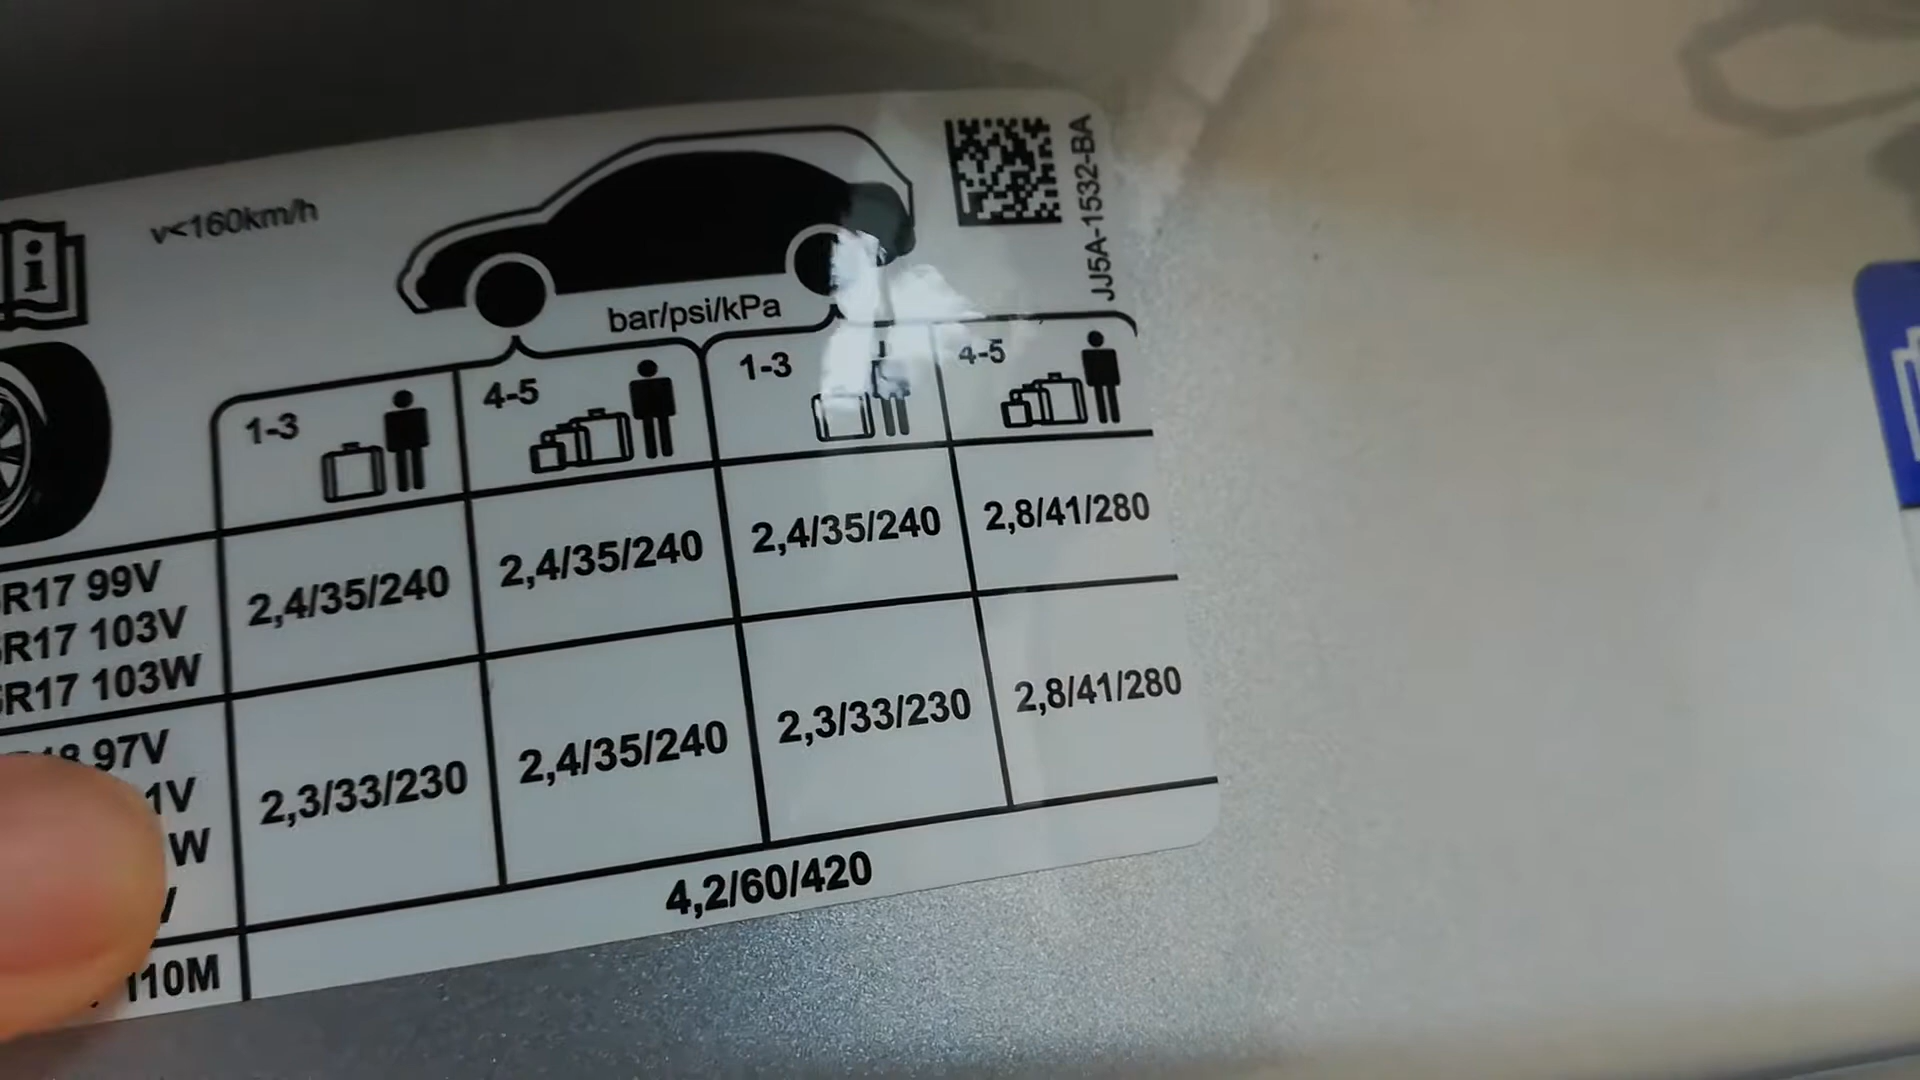 v<160km/h
JJ5A-1532-BA
bar/psi/kPa
1-3 4-5 1-3 4-5
R17 99V
R17 103V
R17 103W
2,4/35/240 2,4/35/240 2,4/35/240 2,8/41/280
97V
1V
W
V
2,3/33/230 2,4/35/240 2,3/33/230 2,8/41/280
110M
4,2/60/420